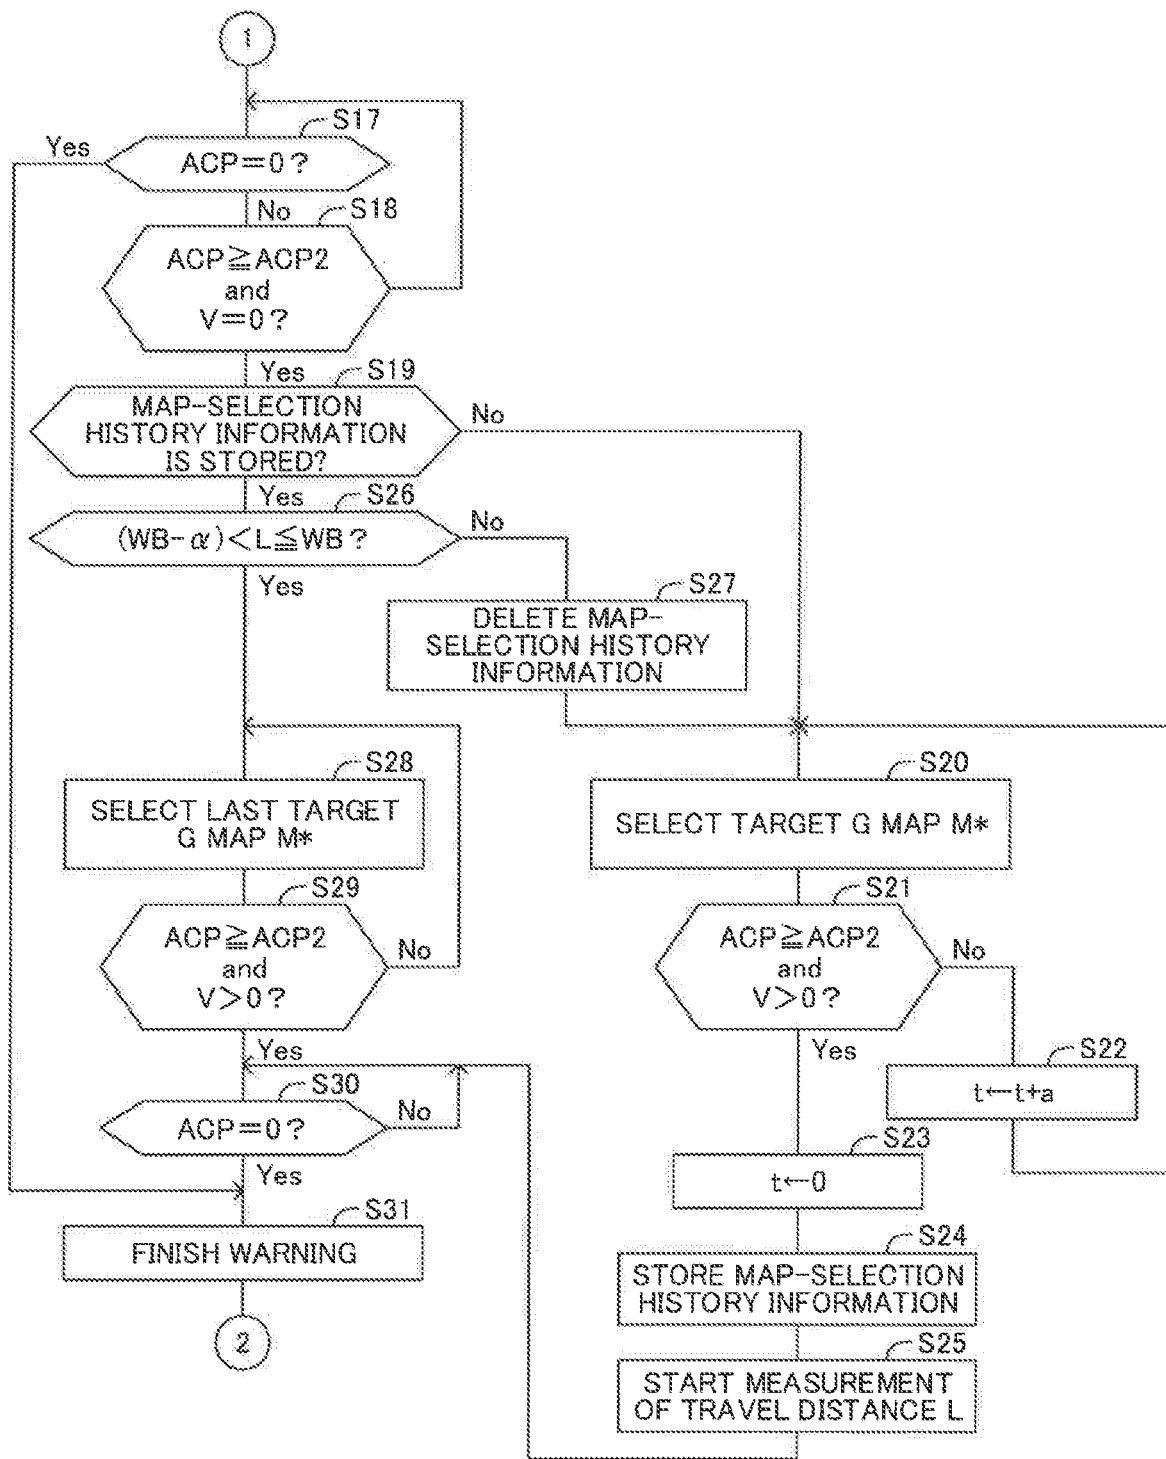 1
S17
Yes
ACP=0?
No
S18
ACP≧ACP2
and
V=0?
Yes
S19
MAP-SELECTION
HISTORY INFORMATION
IS STORED?
No
Yes
S26
(WB-α)<L≦WB?
No
Yes
S27
DELETE MAP-
SELECTION HISTORY
INFORMATION
S28
SELECT LAST TARGET
G MAP M*
S29
ACP≧ACP2
and
V>0?
No
Yes
S30
ACP=0?
No
Yes
S31
FINISH WARNING
2
S20
SELECT TARGET G MAP M*
S21
ACP≧ACP2
and
V>0?
No
Yes
S22
t←t+a
S23
t←0
S24
STORE MAP-SELECTION
HISTORY INFORMATION
S25
START MEASUREMENT
OF TRAVEL DISTANCE L